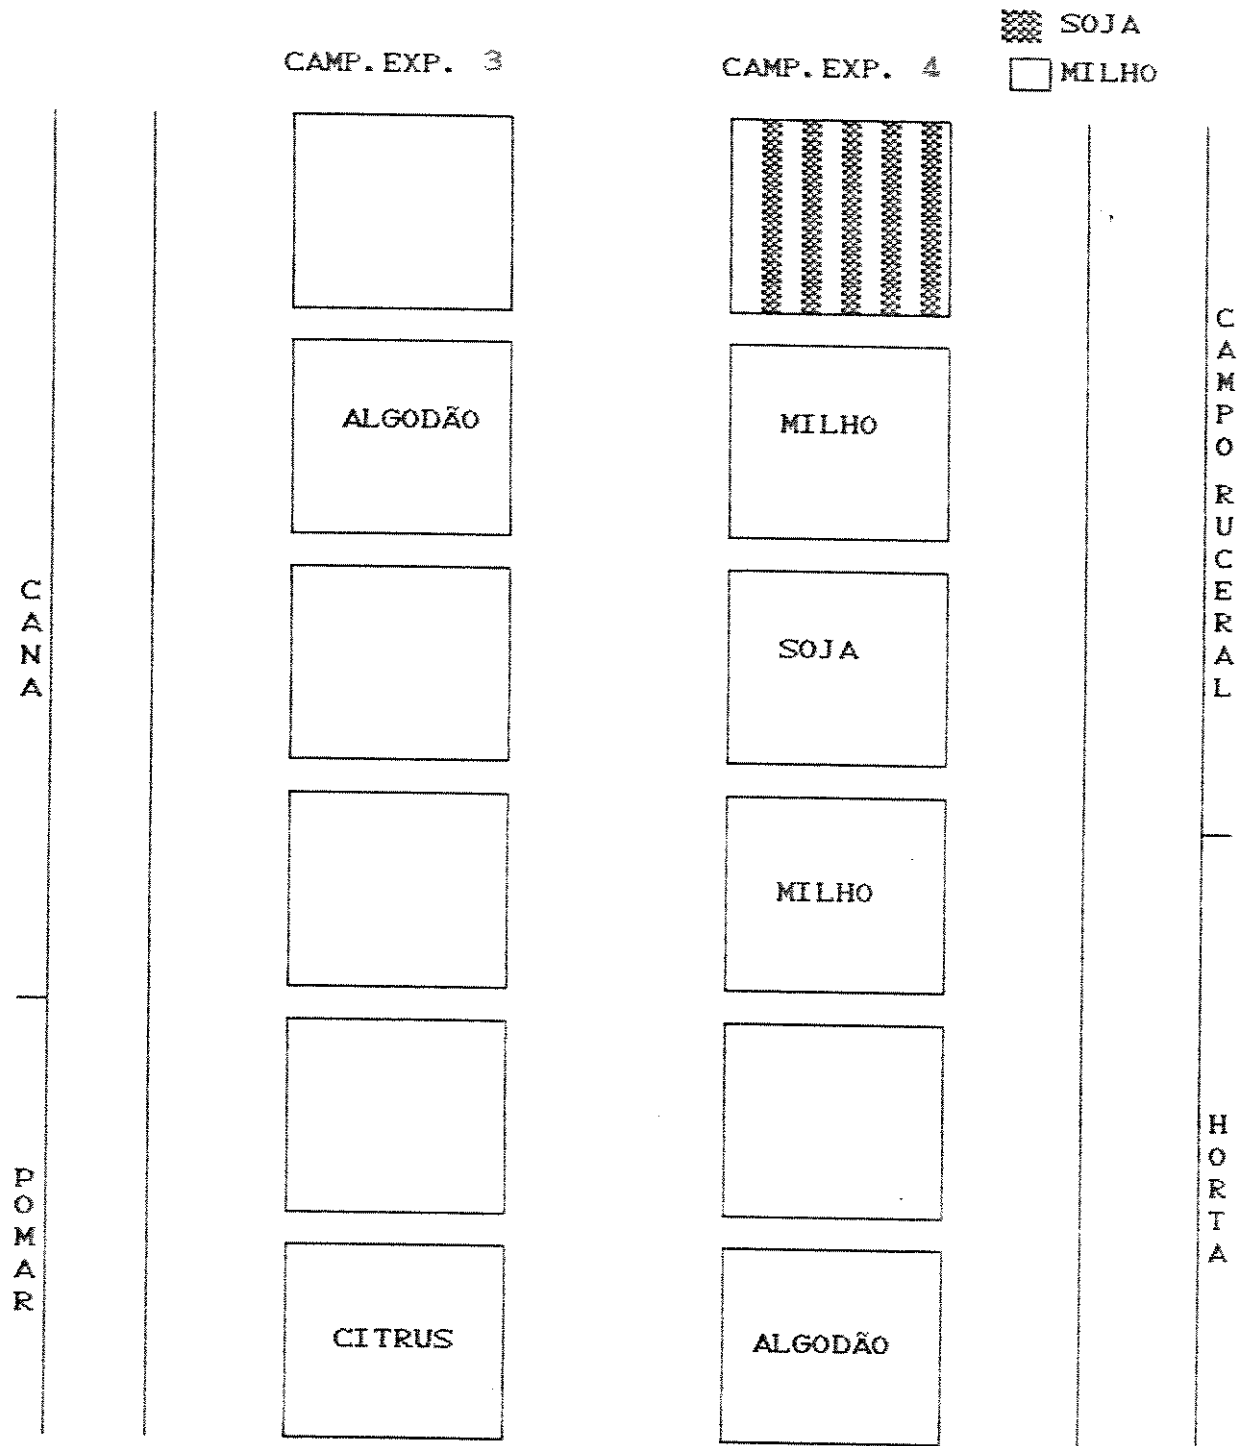 SOJA
CAMP. EXP. 3
CAMP. EXP. 4
MILHO
ALGODÃO
MILHO
CAMPO RUCERAL
CANA
SOJA
MILHO
POMAR
HORTA
CITRUS
ALGODÃO